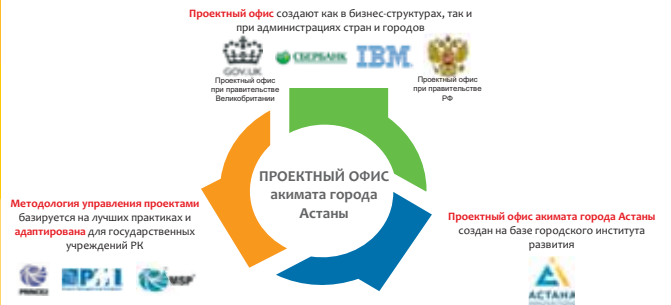 Проектный офис создают как в бизнес-структурах, так и
при администрациях стран и городов
GOV.UK
СБЕРБАНК
IBM
Проектный офис
при правительстве
Великобритании
Проектный офис
при правительстве
РФ
ПРОЕКТНЫЙ ОФИС
акимата города
Астаны
Методология управления проектами
базируется на лучших практиках и
адаптирована для государственных
учреждений РК
PRINCE2
PMI
MSP
Проектный офис акимата города Астаны
создан на базе городского института
развития
АСТАНА